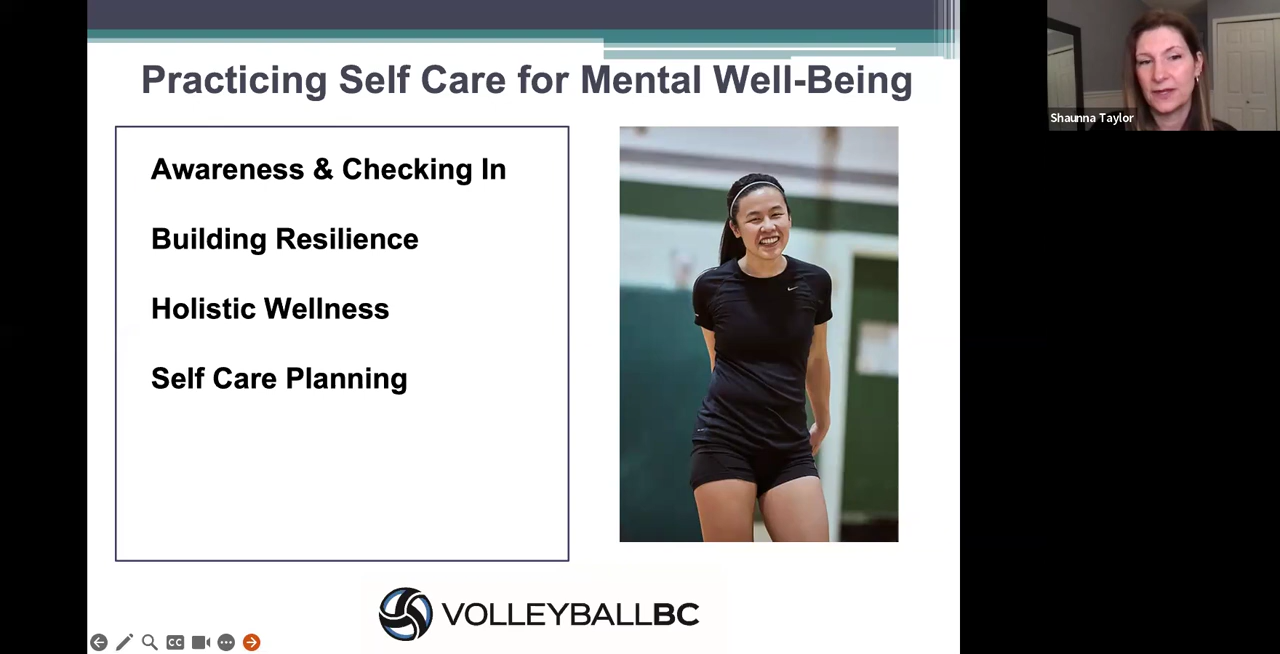 Practicing Self Care for Mental Well-Being
Shaunna Taylor
Awareness & Checking In
Building Resilience
Holistic Wellness
Self Care Planning
VOLLEYBALLBC
CC